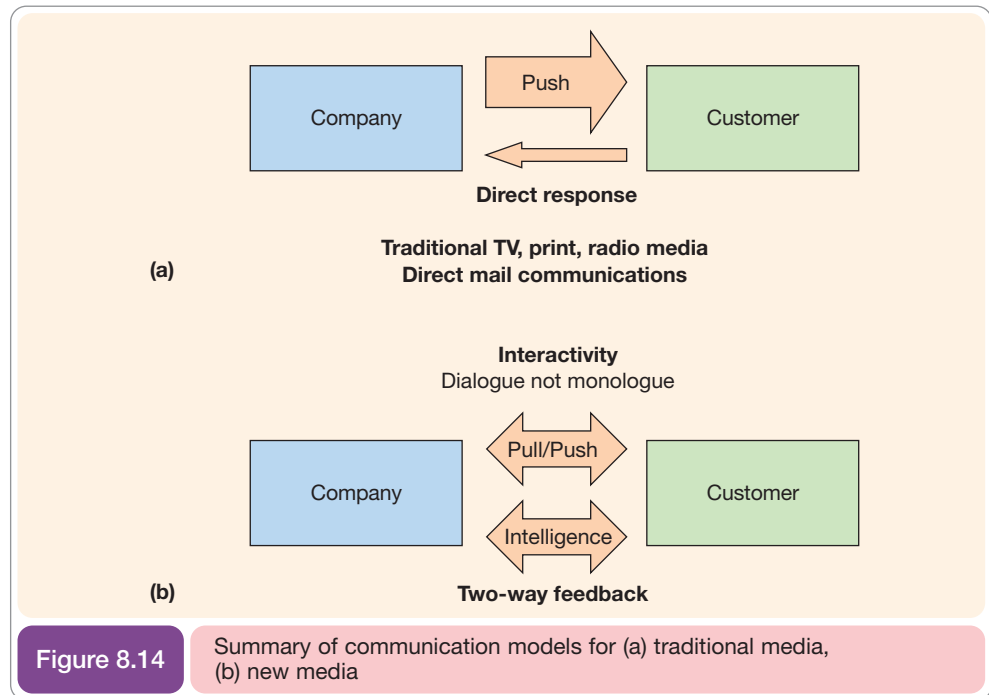 Push
Company
Customer
Direct response
Traditional TV, print, radio media
Direct mail communications
(a)
Interactivity
Dialogue not monologue
Pull/Push
Company
Customer
Intelligence
Two-way feedback
(b)
Figure 8.14
Summary of communication models for (a) traditional media,
(b) new media